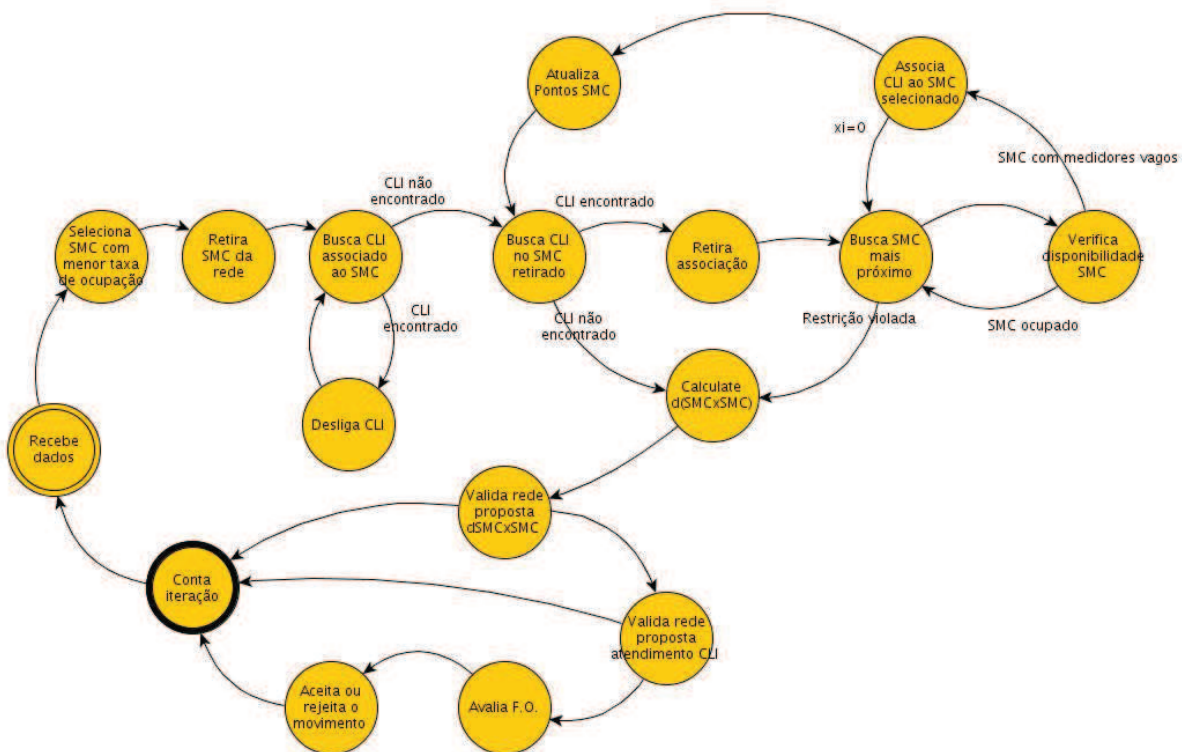 Atualiza
Pontos SMC
Associa
CLI ao SMC
selecionado
xi=0
SMC com medidores vagos
CLI não
encontrado
CLI encontrado
Seleciona
SMC com
menor taxa
de ocupação
Retira
SMC da
rede
Busca CLI
associado
ao SMC
Busca CLI
no SMC
retirado
Retira
associação
Busca SMC
mais
próximo
Verifica
disponibilidade
SMC
CLI
encontrado
CLI não
encontrado
Restrição violada
SMC ocupado
Desliga CLI
Calculate
d(SMCxSMC)
Recebe
dados
Valida rede
proposta
dSMCxSMC
Conta
iteração
Valida rede
proposta
atendimento CLI
Aceita ou
rejeita o
movimento
Avalia F.O.